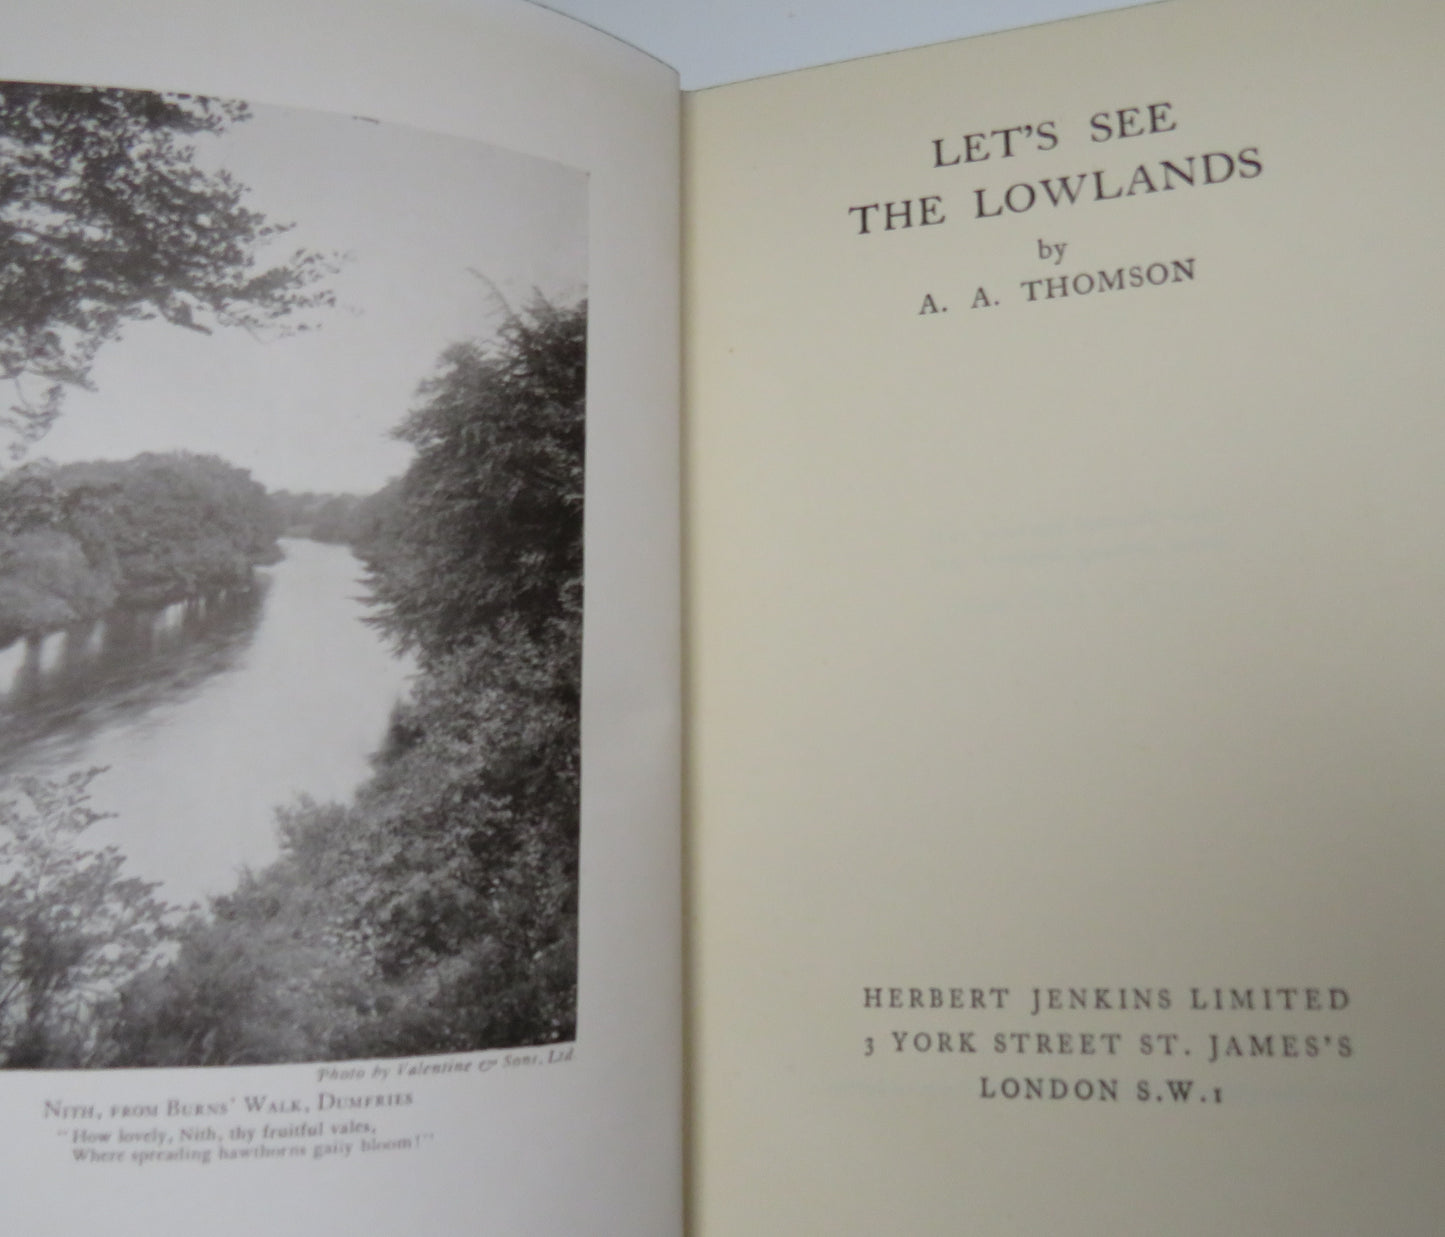 Photo by Valentine & Sons, Ltd.
NITH, FROM BURNS' WALK, DUMFRIES
"How lovely, Nith, thy fruitful vales,
Where spreading hawthorns gaily bloom!"
LET'S SEE
THE LOWLANDS
by
A. A. THOMSON
HERBERT JENKINS LIMITED
3 YORK STREET ST. JAMES'S
LONDON S.W.1